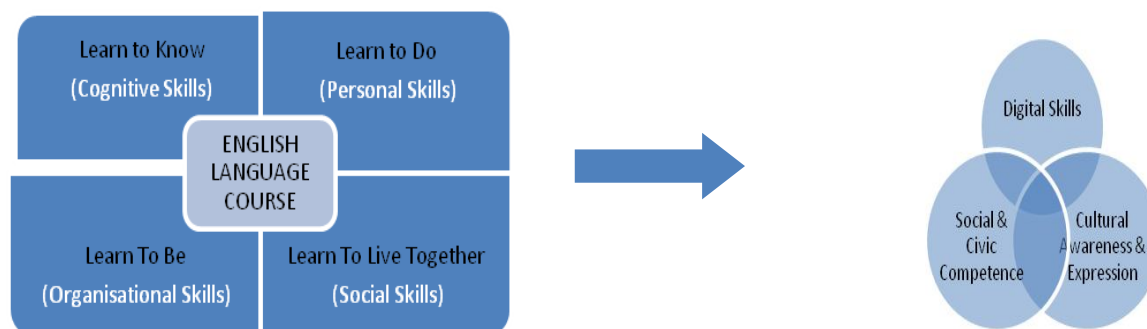 Learn to Know
(Cognitive Skills)
Learn to Do
(Personal Skills)
ENGLISH
LANGUAGE
COURSE
Learn To Be
(Organisational Skills)
Learn To Live Together
(Social Skills)
Digital Skills
Social &
Civic
Competence
Cultural
Awareness &
Expression